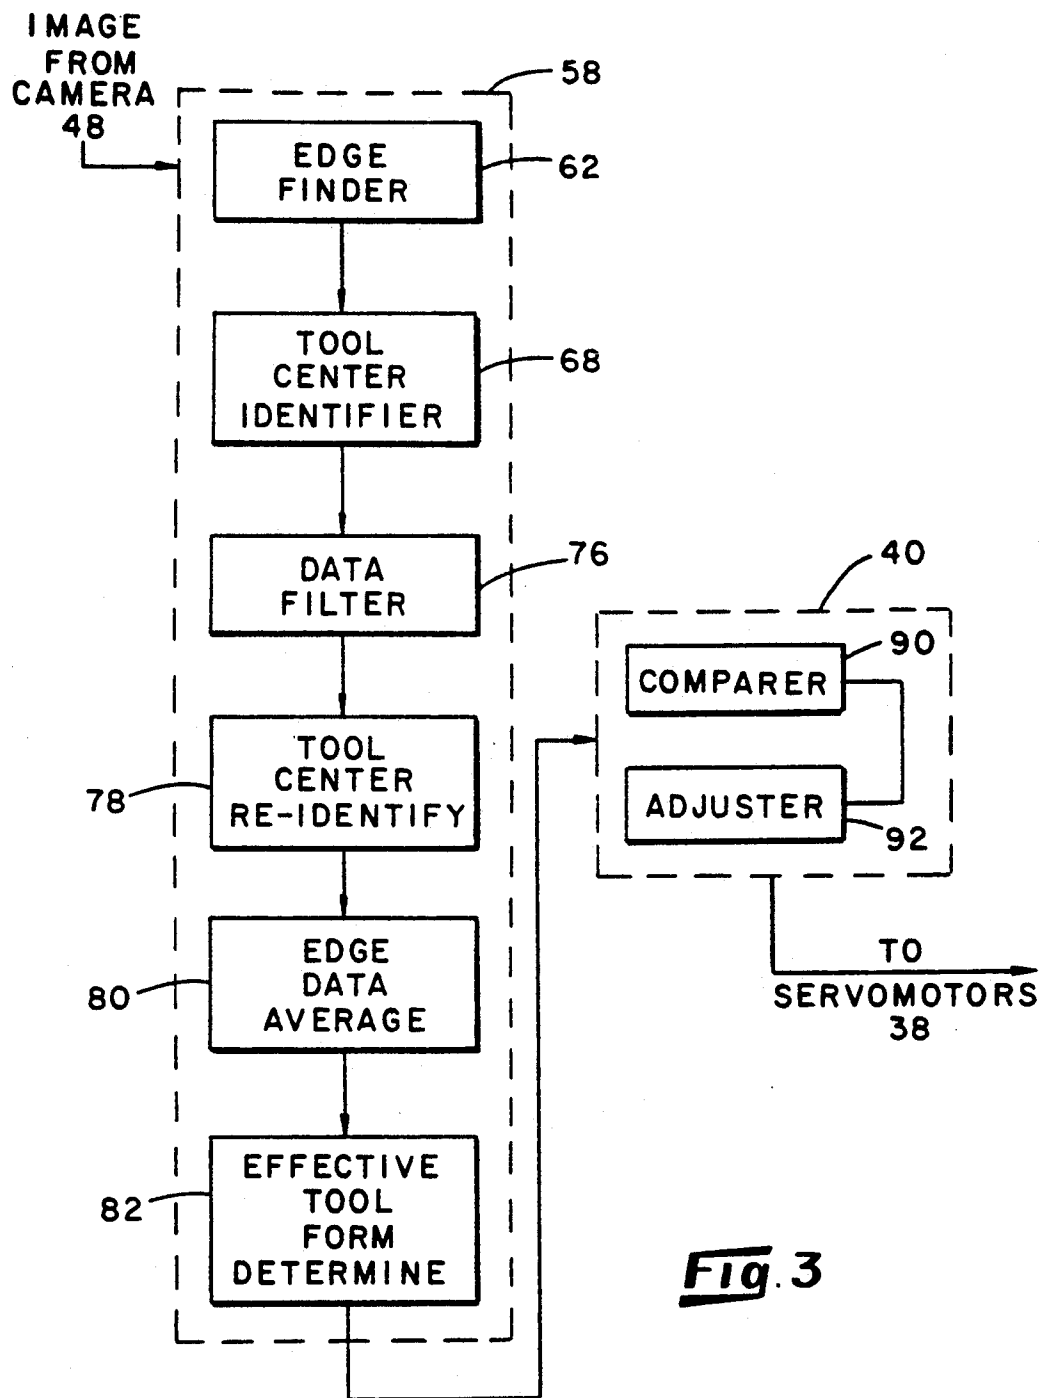 IMAGE
FROM
CAMERA
48
58
EDGE
FINDER
62
TOOL
CENTER
IDENTIFIER
68
DATA
FILTER
76
TOOL
CENTER
RE-IDENTIFY
78
EDGE
DATA
AVERAGE
80
EFFECTIVE
TOOL
FORM
DETERMINE
82
40
COMPARER
90
ADJUSTER
92
TO
SERVOMOTORS
38
Fig. 3